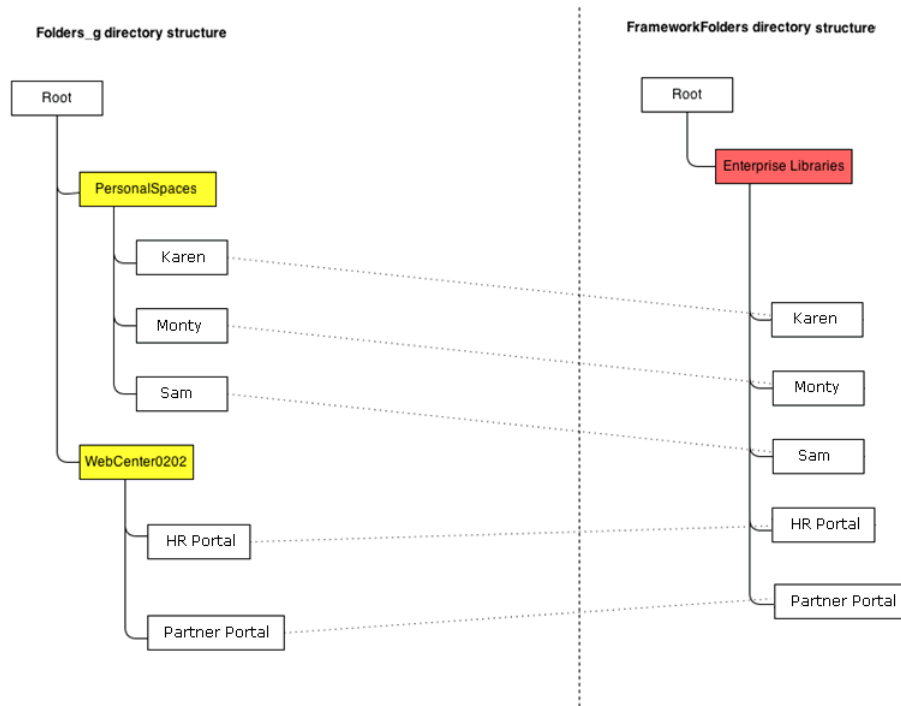 Folders_g directory structure
Root
PersonalSpaces
Karen
Monty
Sam
WebCenter0202
HR Portal
Partner Portal
FrameworkFolders directory structure
Root
Enterprise Libraries
Karen
Monty
Sam
HR Portal
Partner Portal